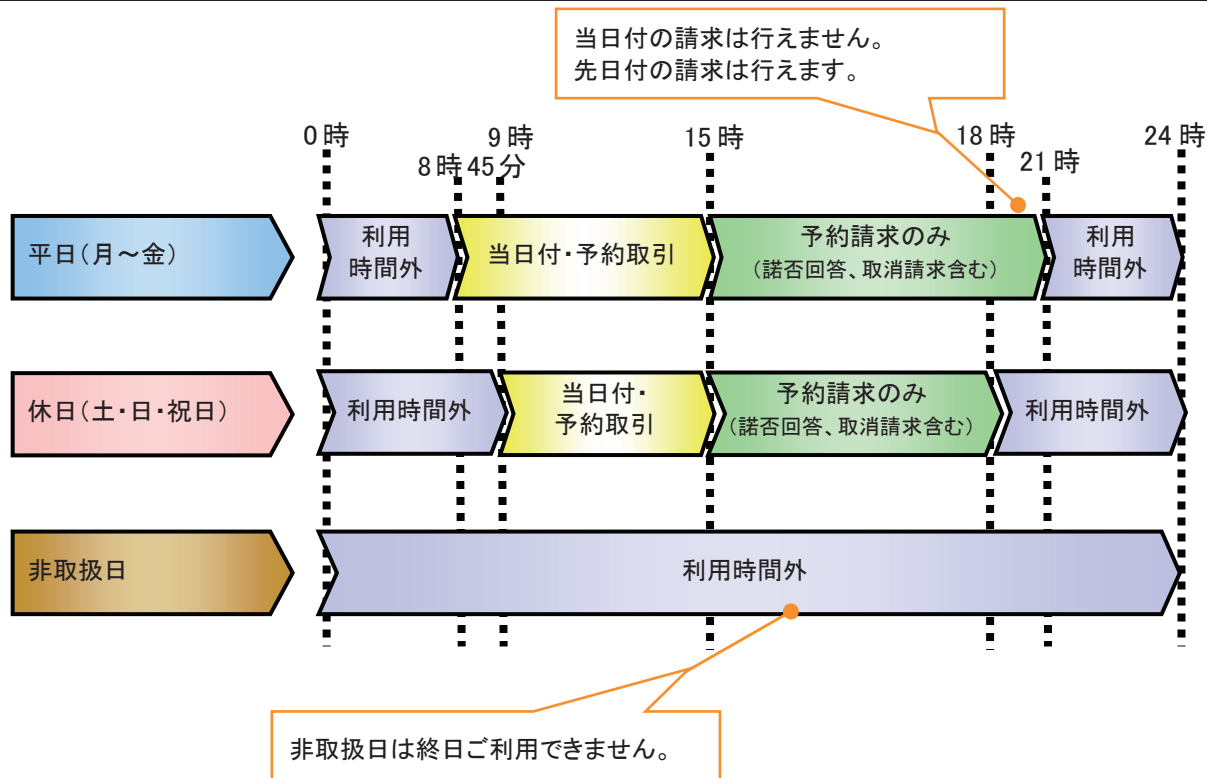 当日付の請求は行えません。
先日付の請求は行えます。
0時
8時45分
9時
15時
18時
21時
24時
平日(月～金)
利用
時間外
当日付・予約取引
予約請求のみ
(諾否回答、取消請求含む)
利用
時間外
休日(土・日・祝日)
利用時間外
当日付・
予約取引
予約請求のみ
(諾否回答、取消請求含む)
利用時間外
非取扱日
利用時間外
非取扱日は終日ご利用できません。